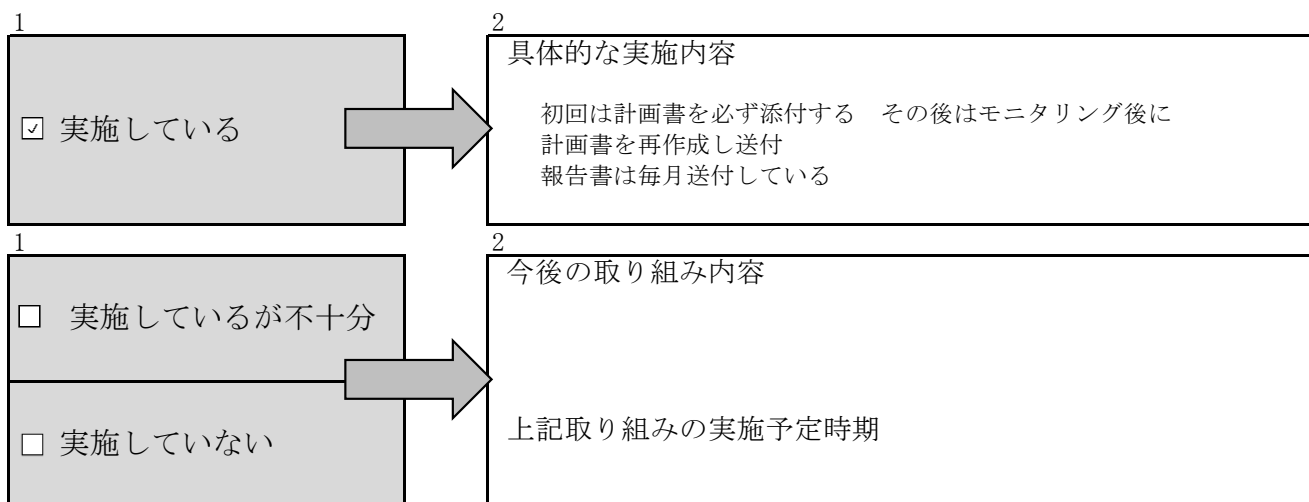 1
2
☑ 実施している
具体的な実施内容
初回は計画書を必ず添付する　その後はモニタリング後に
計画書を再作成し送付
報告書は毎月送付している
1
2
☐　実施しているが不十分
☐ 実施していない
今後の取り組み内容
上記取り組みの実施予定時期